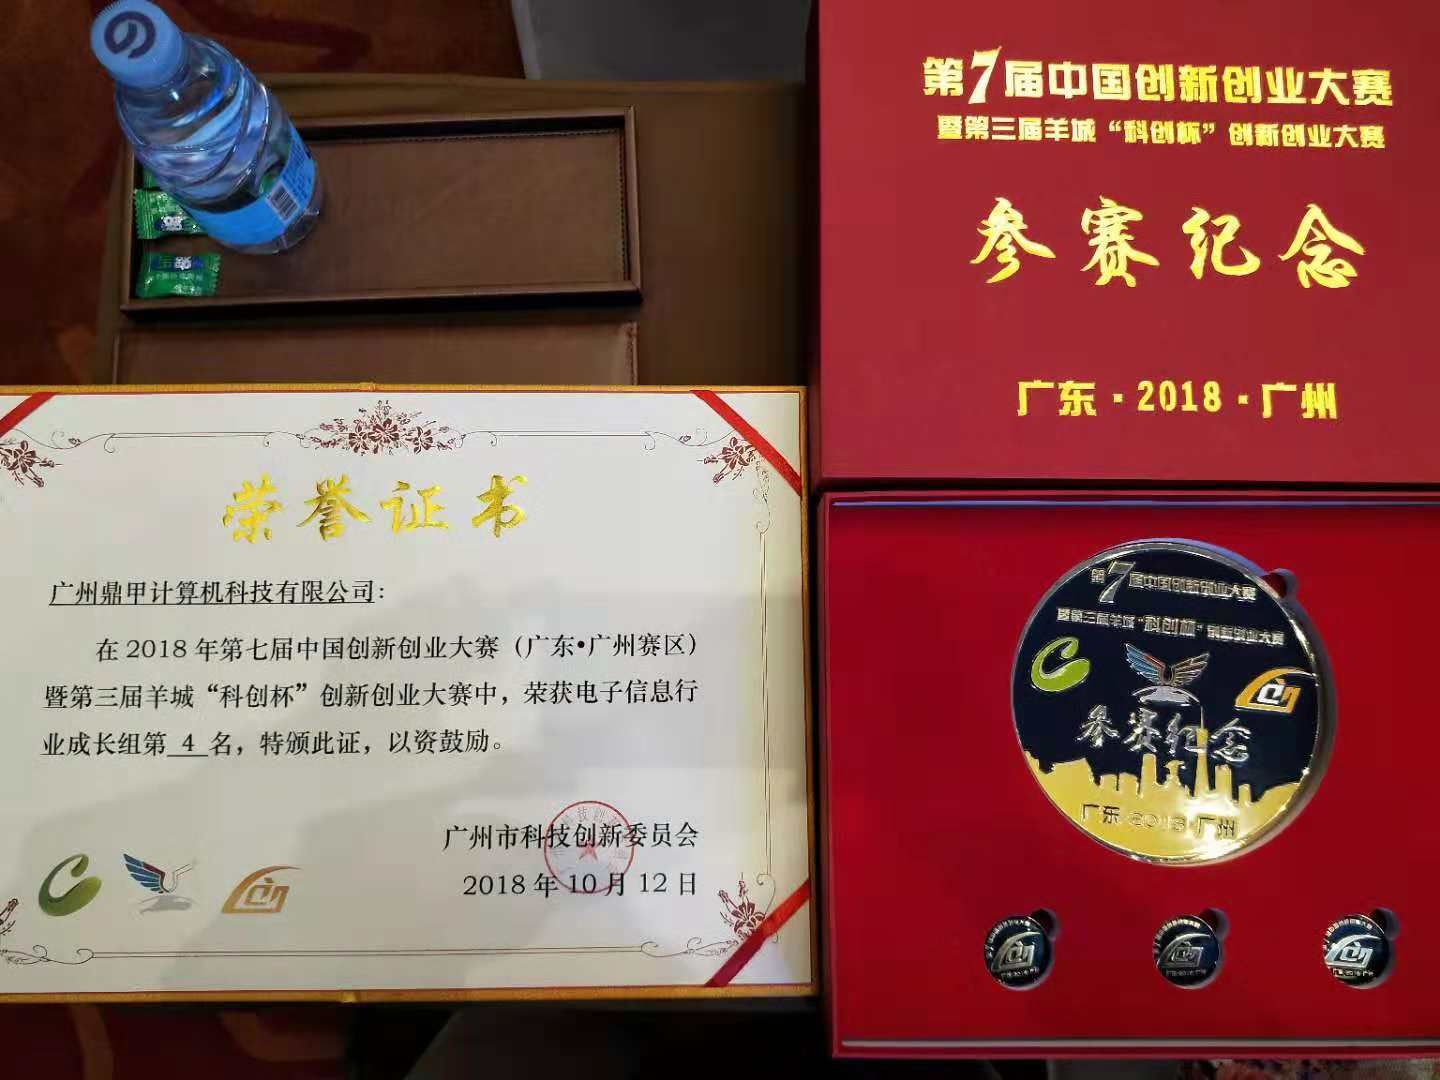 第7届中国创新创业大赛
暨第三届羊城“科创杯”创新创业大赛
参赛纪念
广东·2018·广州
荣誉证书
广州鼎甲计算机科技有限公司:
在2018年第七届中国创新创业大赛（广东•广州赛区）
暨第三届羊城“科创杯”创新创业大赛中，荣获电子信息行
业成长组第 4 名，特颁此证，以资鼓励。
广州市科技创新委员会
2018年10月12日
第7届中国创新创业大赛
暨第三届羊城“科创杯”创新创业大赛
参赛纪念
广东·2018·广州